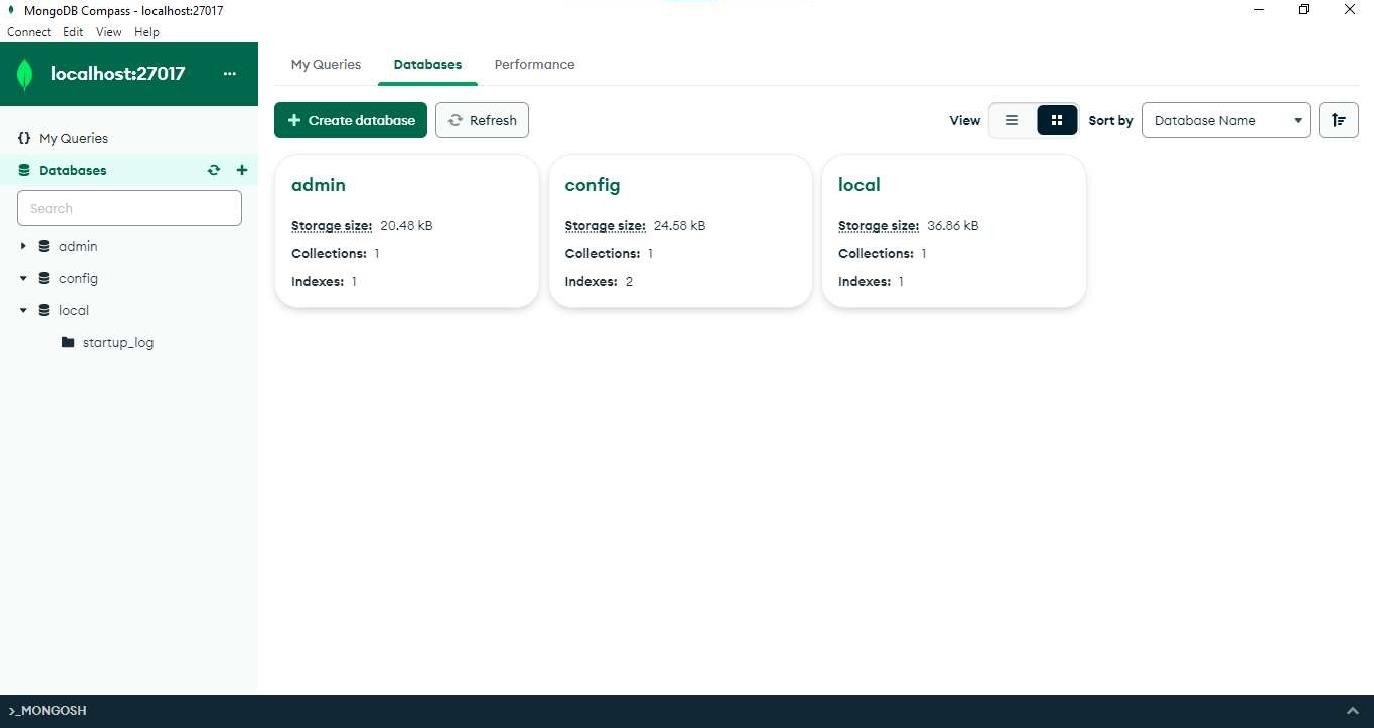 MongoDB Compass - localhost:27017
Connect Edit View Help
localhost:27017 ...
My Queries Databases Performance
Create database Refresh View Sort by Database Name
{} My Queries
Databases
Search
admin
config
local
startup_log
admin
Storage size: 20.48 kB
Collections: 1
Indexes: 1
config
Storage size: 24.58 kB
Collections: 1
Indexes: 2
local
Storage size: 36.86 kB
Collections: 1
Indexes: 1
>_MONGOSH